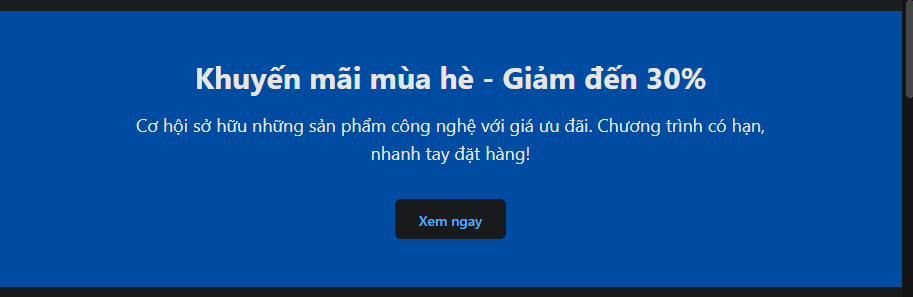 Khuyến mãi mùa hè - Giảm đến 30%
Cơ hội sở hữu những sản phẩm công nghệ với giá ưu đãi. Chương trình có hạn,
nhanh tay đặt hàng!
Xem ngay